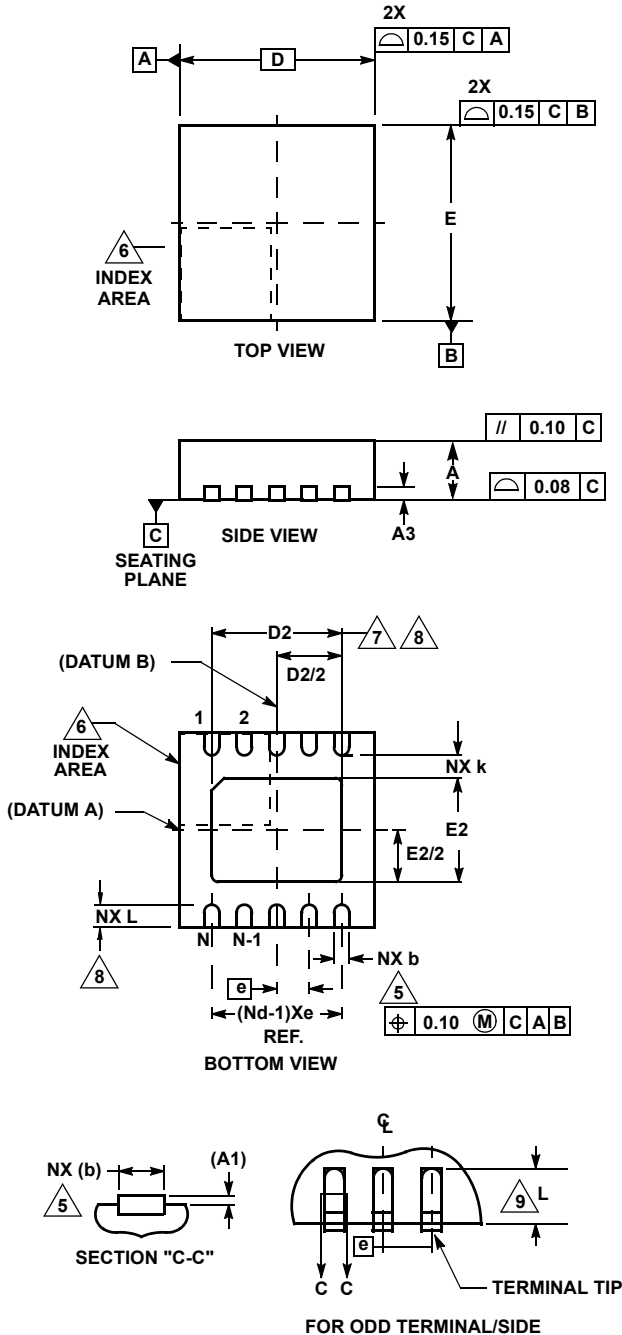 2X
⌓ 0.15 C A
A
D
2X
⌓ 0.15 C B
E
6
INDEX
AREA
TOP VIEW
B
// 0.10 C
A
⌓ 0.08 C
C
SIDE VIEW
A3
SEATING
PLANE
D2
7 8
(DATUM B)
D2/2
1 2
6
INDEX
AREA
NX k
(DATUM A)
E2
E2/2
NX L
N N-1
8
NX b
e
5
(Nd-1)Xe
REF.
⌖ 0.10 Ⓜ C A B
BOTTOM VIEW
NX (b)
(A1)
5
SECTION "C-C"
℄
9 L
e
C C
TERMINAL TIP
FOR ODD TERMINAL/SIDE